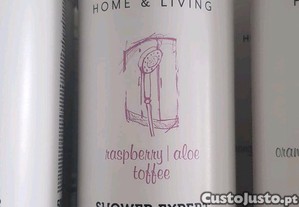 HOME & LIVING
raspberry | aloe
toffee
CustoJusto.pt